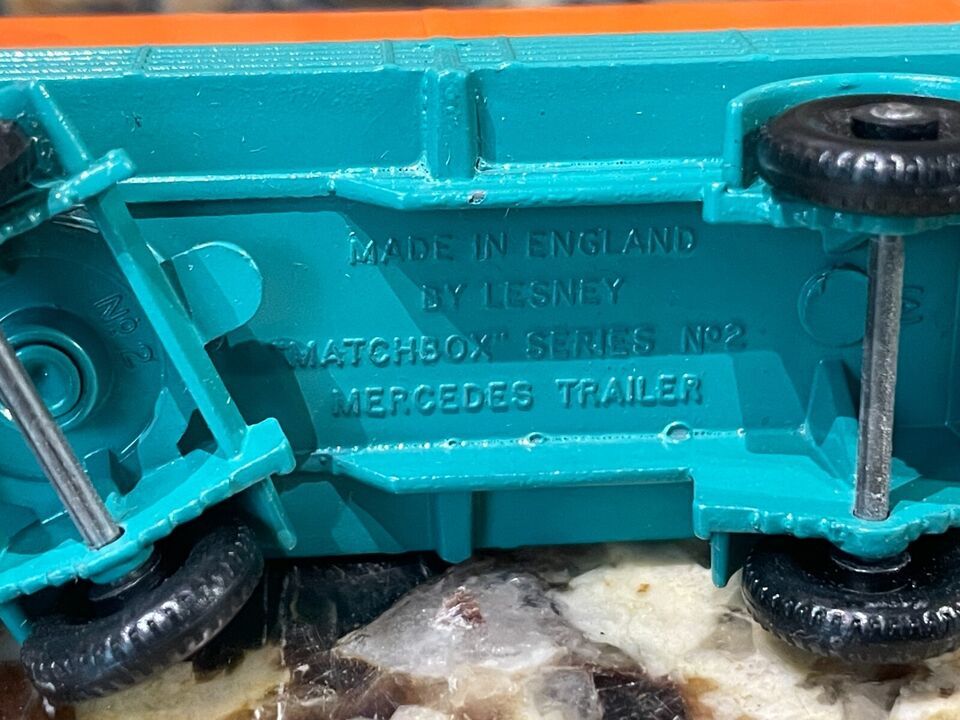 MADE IN ENGLAND
BY LESNEY
"MATCHBOX" SERIES Nº2
MERCEDES TRAILER
Nº2